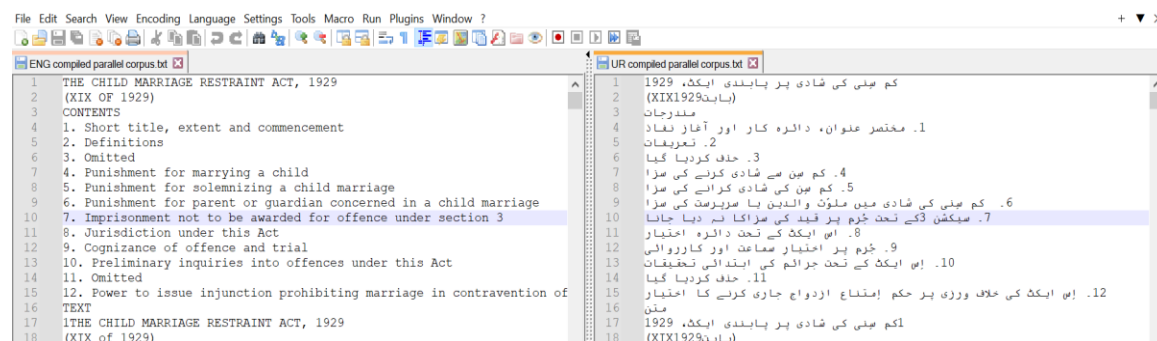 File Edit Search View Encoding Language Settings Tools Macro Run Plugins Window ?
ENG compiled parallel corpus.txt
1 THE CHILD MARRIAGE RESTRAINT ACT, 1929
2 (XIX OF 1929)
3 CONTENTS
4 1. Short title, extent and commencement
5 2. Definitions
6 3. Omitted
7 4. Punishment for marrying a child
8 5. Punishment for solemnizing a child marriage
9 6. Punishment for parent or guardian concerned in a child marriage
10 7. Imprisonment not to be awarded for offence under section 3
11 8. Jurisdiction under this Act
12 9. Cognizance of offence and trial
13 10. Preliminary inquiries into offences under this Act
14 11. Omitted
15 12. Power to issue injunction prohibiting marriage in contravention of
16 TEXT
17 1THE CHILD MARRIAGE RESTRAINT ACT, 1929
18 (XIX of 1929)
UR compiled parallel corpus.txt
1 کم سِنی کی شادی پر پابندی ایکٹ، 1929
2 (بابتXIX1929)
3 مندرجات
4 1. مختصر عنوان، دائرہ کار اور آغاز نفاذ
5 2. تعریفات
6 3. حذف کردیا گیا
7 4. کم سِن سے شادی کرنے کی سزا
8 5. کم سِن کی شادی کرانے کی سزا
9 6. کم سِنی کی شادی میں ملوّث والدین یا سرپرست کی سزا
10 7. سیکشن 3کے تحت جُرم پر قید کی سزاکا نہ دیا جانا
11 8. اس ایکٹ کے تحت دائرہ اختیار
12 9. جُرم پر اختیارِ سماعت اور کارروائی
13 10. اِس ایکٹ کے تحت جرائم کی ابتدائی تحقیقات
14 11. حذف کردیا گیا
15 12. اِس ایکٹ کی خلاف ورزی پر حکم اِمتناع ازدواج جاری کرنے کا اختیار
16 متن
17 1کم سِنی کی شادی پر پابندی ایکٹ، 1929
18 (بابتXIX1929)